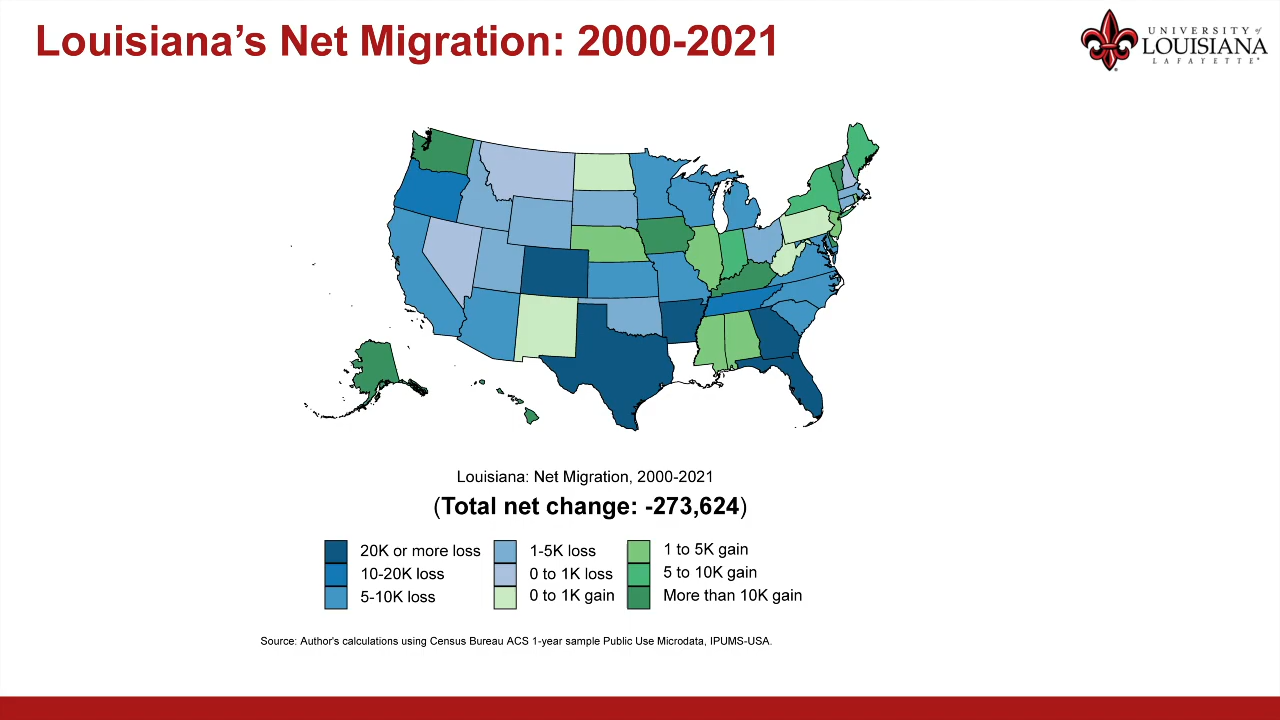 Louisiana’s Net Migration: 2000-2021
UNIVERSITY of
LOUISIANA
LAFAYETTE
Louisiana: Net Migration, 2000-2021
(Total net change: -273,624)
20K or more loss
10-20K loss
5-10K loss
1-5K loss
0 to 1K loss
0 to 1K gain
1 to 5K gain
5 to 10K gain
More than 10K gain
Source: Author's calculations using Census Bureau ACS 1-year sample Public Use Microdata, IPUMS-USA.